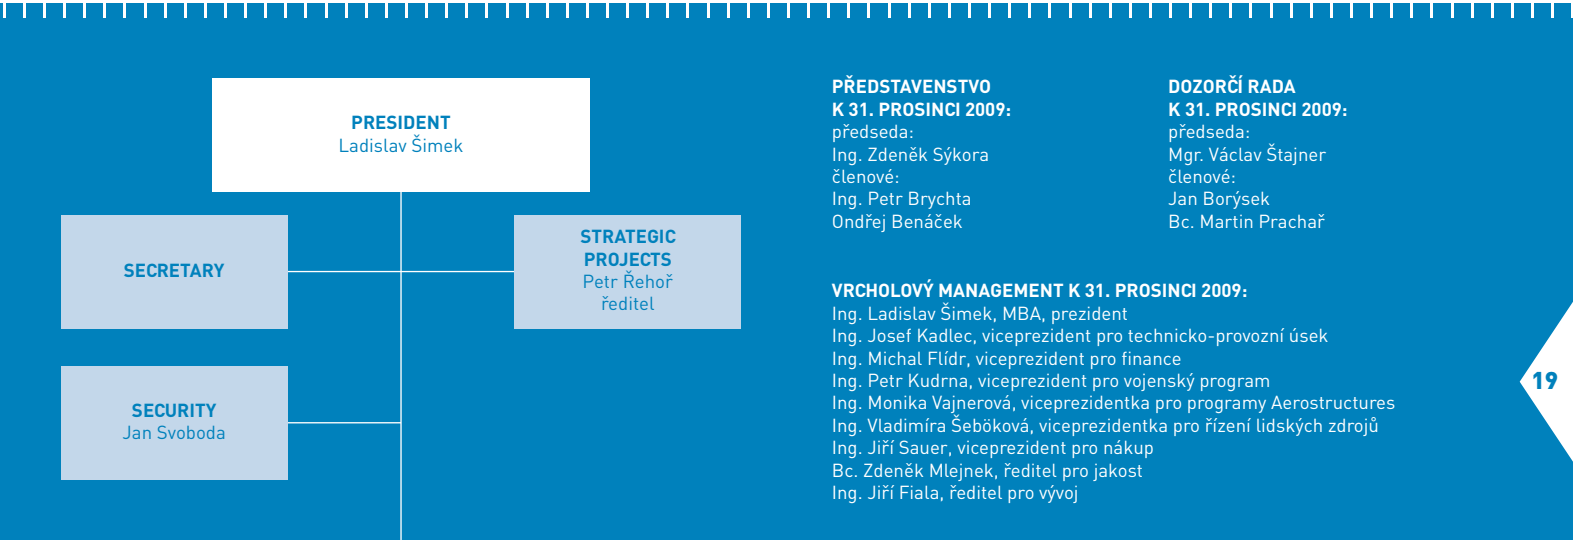 PRESIDENT
Ladislav Šimek
SECRETARY
STRATEGIC
PROJECTS
Petr Řehoř
ředitel
SECURITY
Jan Svoboda
PŘEDSTAVENSTVO
K 31. PROSINCI 2009:
předseda:
Ing. Zdeněk Sýkora
členové:
Ing. Petr Brychta
Ondřej Benáček
DOZORČÍ RADA
K 31. PROSINCI 2009:
předseda:
Mgr. Václav Štajner
členové:
Jan Borýsek
Bc. Martin Prachař
VRCHOLOVÝ MANAGEMENT K 31. PROSINCI 2009:
Ing. Ladislav Šimek, MBA, prezident
Ing. Josef Kadlec, viceprezident pro technicko-provozní úsek
Ing. Michal Flídr, viceprezident pro finance
Ing. Petr Kudrna, viceprezident pro vojenský program
Ing. Monika Vajnerová, viceprezidentka pro programy Aerostructures
Ing. Vladimíra Šeböková, viceprezidentka pro řízení lidských zdrojů
Ing. Jiří Sauer, viceprezident pro nákup
Bc. Zdeněk Mlejnek, ředitel pro jakost
Ing. Jiří Fiala, ředitel pro vývoj
19